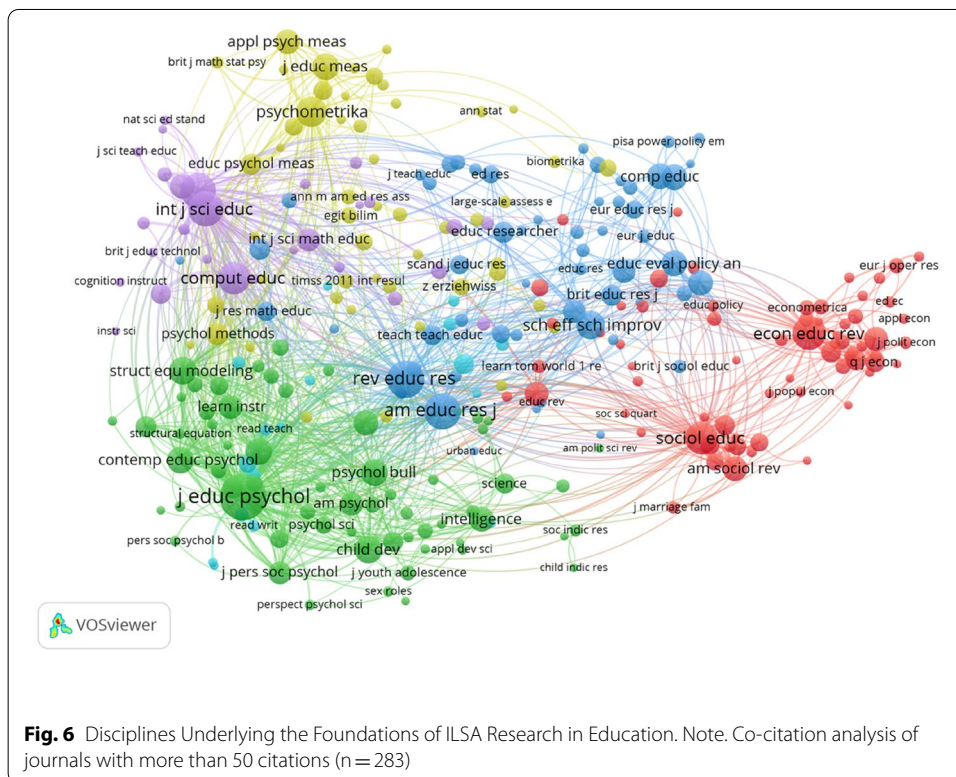 appl psych meas
brit j math stat psy
j educ meas
psychometrika
ann stat
nat sci ed stand
j sci teach educ
educ psychol meas
j teach educ
ed res
biometrika
pisa power policy em
comp educ
int j sci educ
ann m am ed res ass
egit bilim
large-scale assess e
eur educ res j
int j sci math educ
educ researcher
eur j educ
brit j educ technol
scand j educ res
cognition instruct
comput educ
timss 2011 int resul
z erziehwiss
educ res
educ eval policy an
eur j oper res
instr sci
j res math educ
brit educ res j
educ policy
econometrica
ed ec
psychol methods
teach teach educ
sch eff sch improv
econ educ rev
appl econ
j polit econ
struct equ modeling
rev educ res
learn tom world 1 re
brit j sociol educ
q j econ
learn instr
am educ res j
educ rev
j popul econ
structural equation
read teach
soc sci quart
sociol educ
contemp educ psychol
urban educ
am polit sci rev
am sociol rev
psychol bull
science
j educ psychol
am psychol
j marriage fam
read writ
psychol sci
intelligence
pers soc psychol b
child dev
appl dev sci
soc indic res
j pers soc psychol
j youth adolescence
child indic res
sex roles
perspect psychol sci
VOSviewer
Fig. 6 Disciplines Underlying the Foundations of ILSA Research in Education. Note. Co-citation analysis of
journals with more than 50 citations (n = 283)